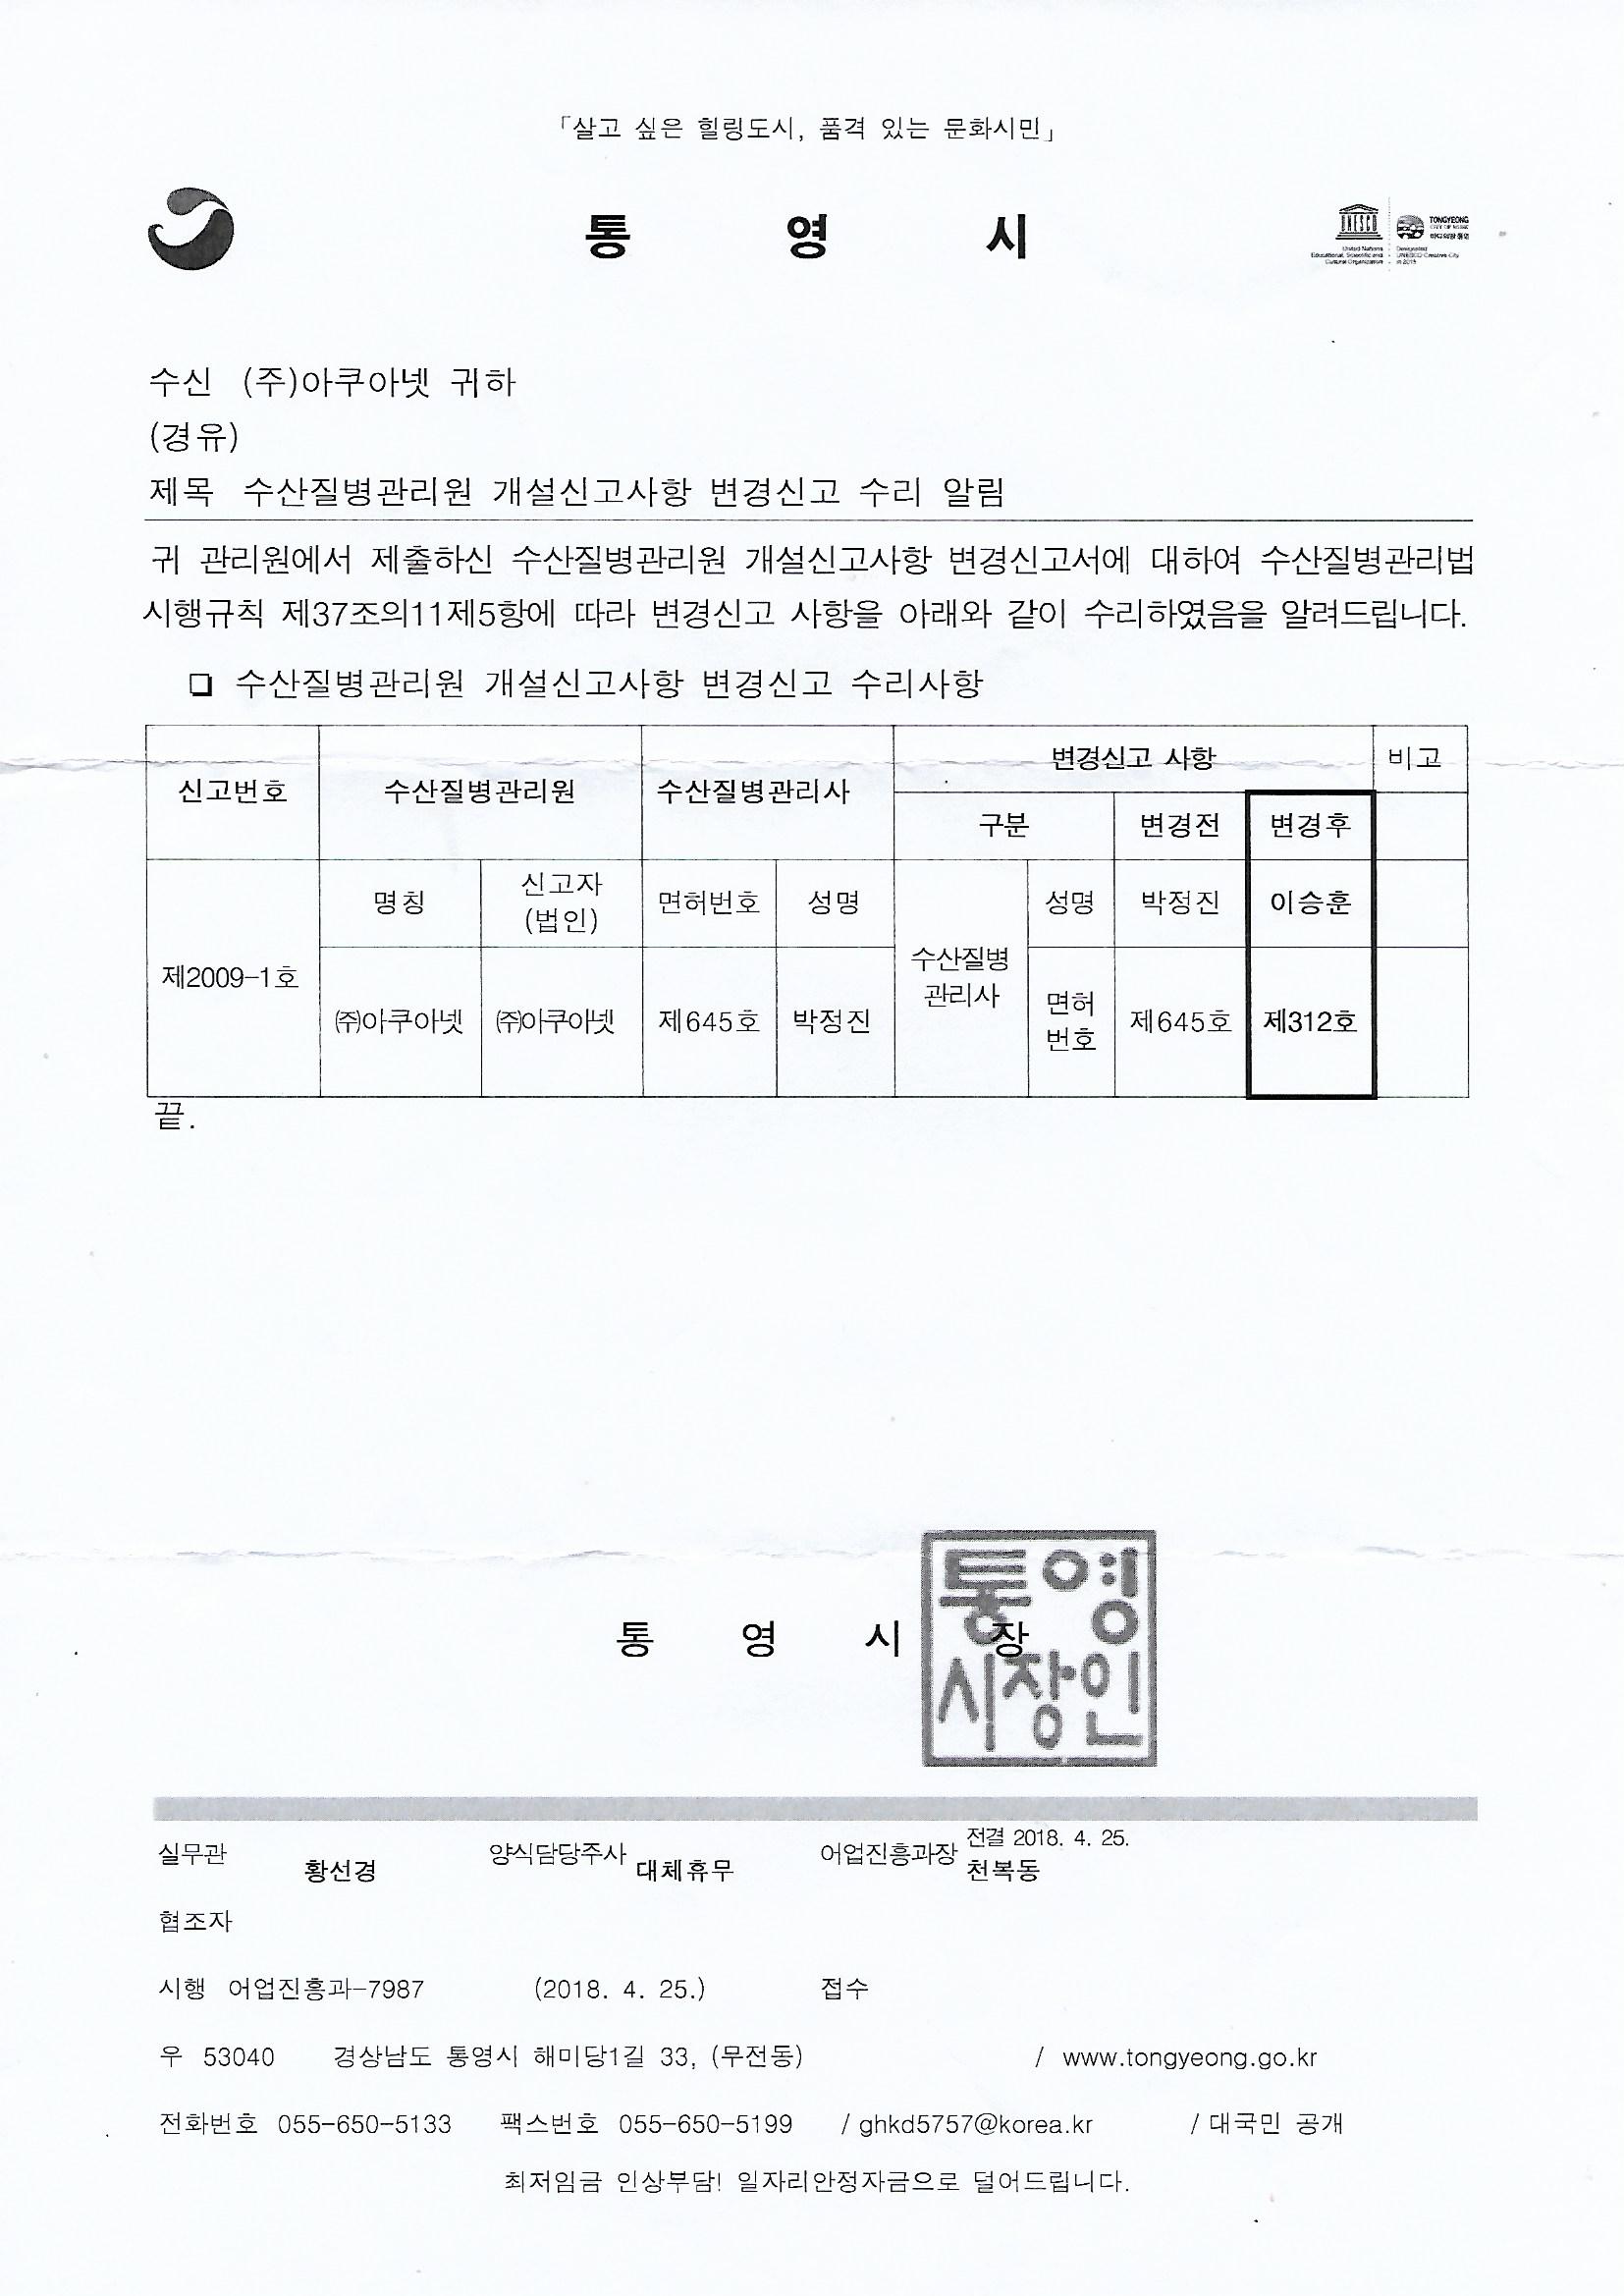 「살고 싶은 힐링도시, 품격 있는 문화시민」
통 영 시
UNESCO
United Nations
Educational, Scientific and
Cultural Organization
TONGYEONG
Designated
UNESCO Creative City
in 2015
수신 (주)아쿠아넷 귀하
(경유)
제목 수산질병관리원 개설신고사항 변경신고 수리 알림
귀 관리원에서 제출하신 수산질병관리원 개설신고사항 변경신고서에 대하여 수산질병관리법
시행규칙 제37조의11제5항에 따라 변경신고 사항을 아래와 같이 수리하였음을 알려드립니다.
❏ 수산질병관리원 개설신고사항 변경신고 수리사항
신고번호 수산질병관리원 수산질병관리사 변경신고 사항 비고
구분 변경전 변경후
제2009-1호 명칭 신고자 (법인) 면허번호 성명 수산질병 관리사 성명 박정진 이승훈
㈜아쿠아넷 ㈜아쿠아넷 제645호 박정진 면허 번호 제645호 제312호
끝.
통 영 시 장
통영
시장인
실무관 황선경 양식담당주사 대체휴무 어업진흥과장 전결 2018. 4. 25. 천복동
협조자
시행 어업진흥과-7987 (2018. 4. 25.) 접수
우 53040 경상남도 통영시 해미당1길 33, (무전동) / www.tongyeong.go.kr
전화번호 055-650-5133 팩스번호 055-650-5199 / ghkd5757@korea.kr / 대국민 공개
최저임금 인상부담! 일자리안정자금으로 덜어드립니다.